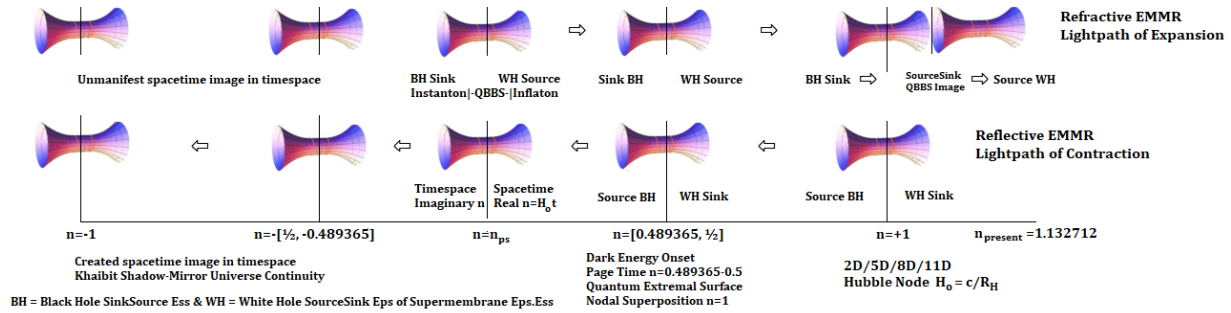 Refractive EMMR
Lightpath of Expansion
Unmanifest spacetime image in timespace
BH Sink WH Source
Instanton|-QBBS-|Inflaton
Sink BH WH Source
BH Sink ⇨ SourceSink ⇨ Source WH
QBBS Image
Reflective EMMR
Lightpath of Contraction
Timespace Spacetime
Imaginary n Real n=Hot
Source BH WH Sink
Source BH WH Sink
n=-1
n=-[½, -0.489365]
n=nps
n=[0.489365, ½]
n=+1
npresent =1.132712
Created spacetime image in timespace
Khaibit Shadow-Mirror Universe Continuity
Dark Energy Onset
Page Time n=0.489365-0.5
Quantum Extremal Surface
Nodal Superposition n=1
2D/5D/8D/11D
Hubble Node Ho = c/RH
BH = Black Hole SinkSource Ess & WH = White Hole SourceSink Eps of Supermembrane Eps.Ess